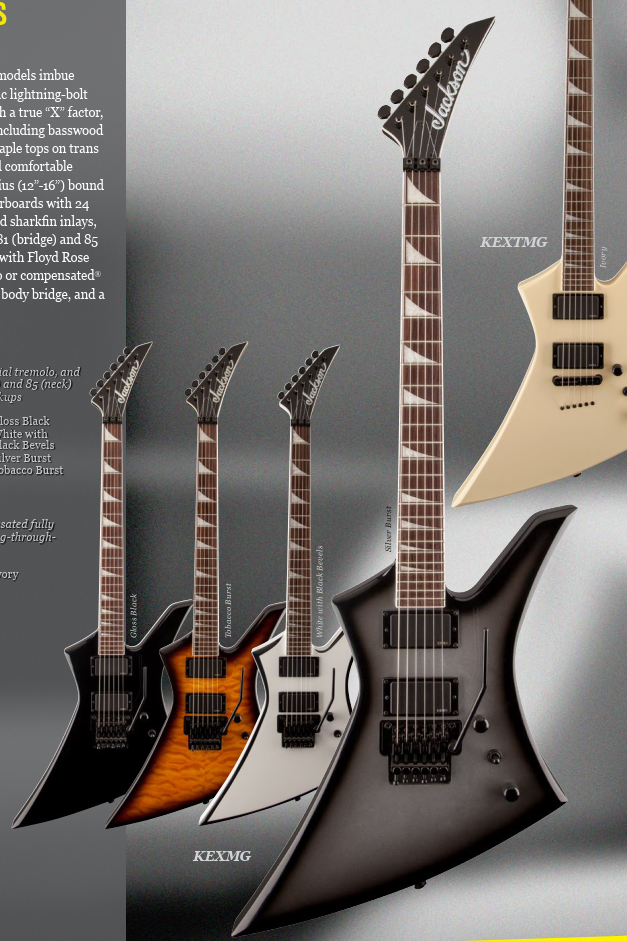 S
models imbue
c lightning-bolt
h a true “X” factor,
ncluding basswood
aple tops on trans
d comfortable
ius (12”-16”) bound
rboards with 24
d sharkfin inlays,
81 (bridge) and 85
with Floyd Rose
o or compensated®
body bridge, and a
ial tremolo, and
and 85 (neck)
kups
loss Black
White with
lack Bevels
ilver Burst
obacco Burst
sated fully
g-through-
vory
Jackson
KEXTMG
Ivory
Jackson
Jackson
Jackson
Silver Burst
Gloss Black
Tobacco Burst
White with Black Bevels
KEXMG